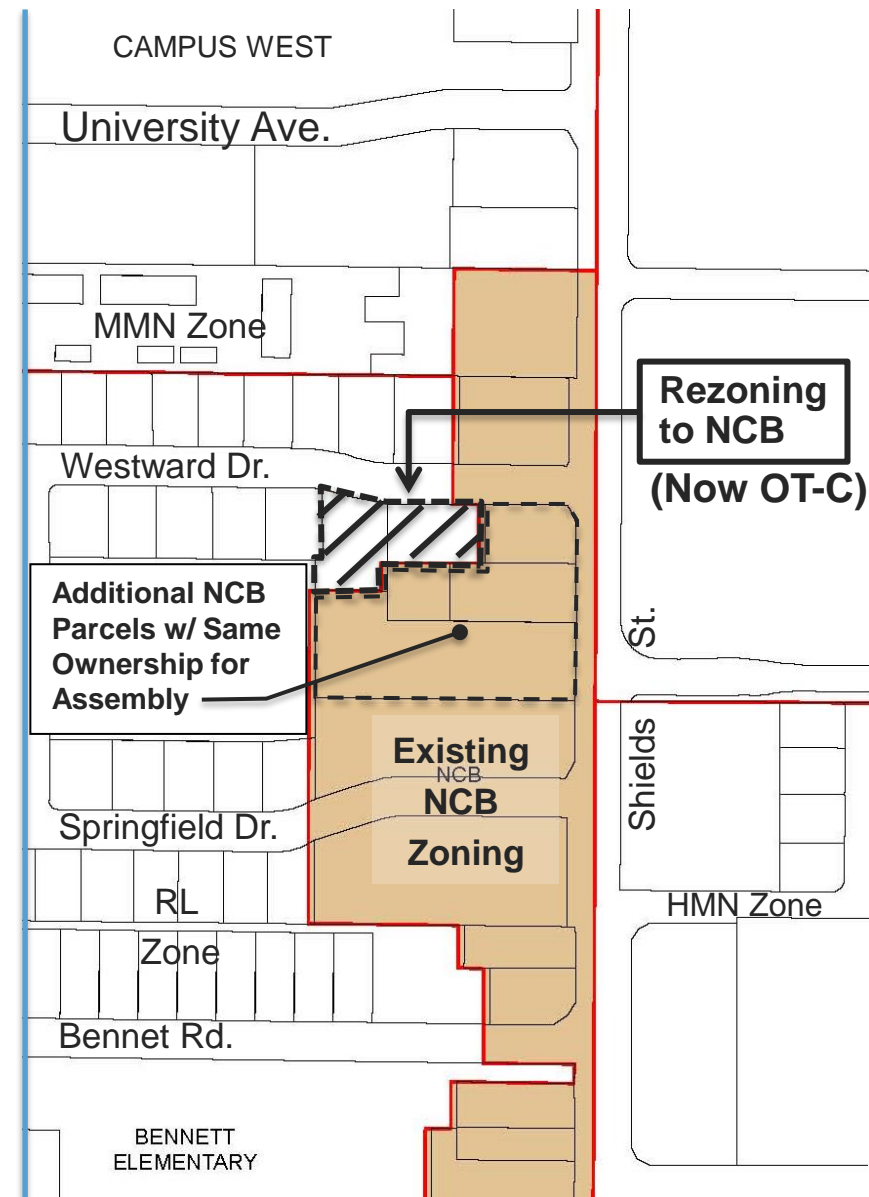 CAMPUS WEST
University Ave.
MMN Zone
Rezoning
to NCB
(Now OT-C)
Westward Dr.
Additional NCB
Parcels w/ Same
Ownership for
Assembly
St.
Shields
Existing
NCB
NCB
Zoning
Springfield Dr.
RL
Zone
HMN Zone
Bennet Rd.
BENNETT
ELEMENTARY